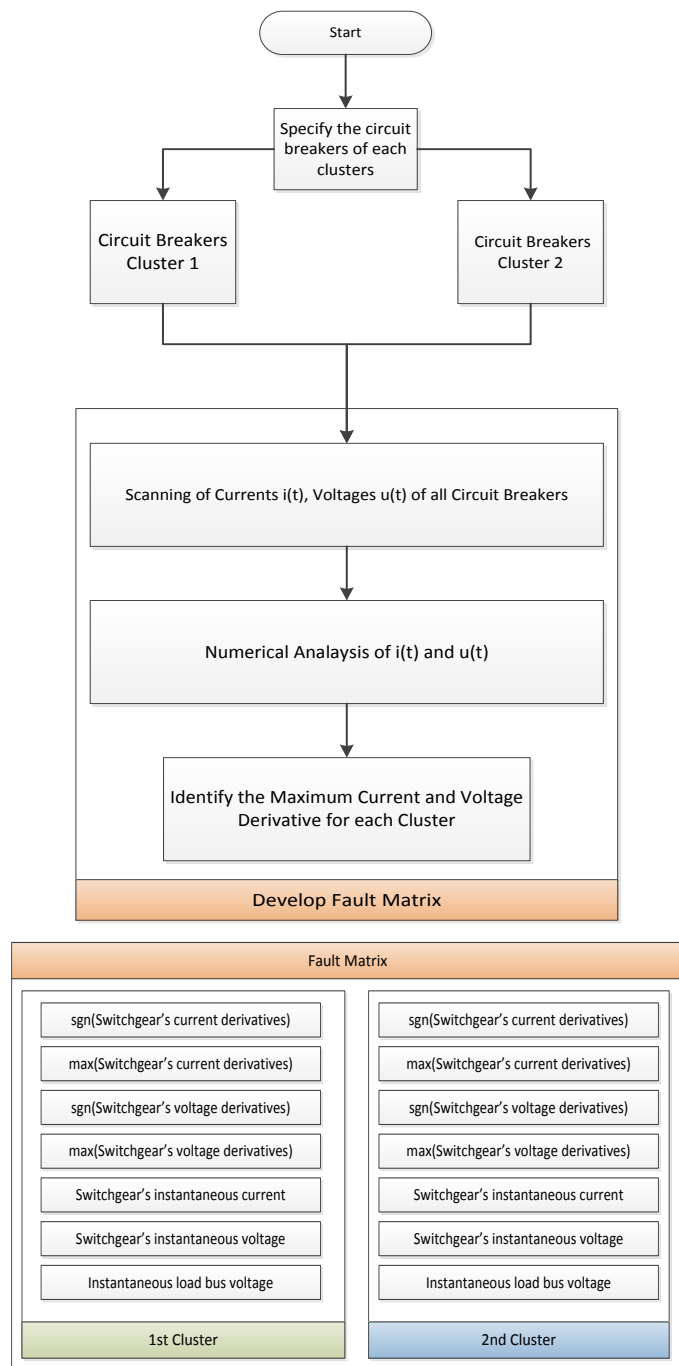 Start
Specify the circuit
breakers of each
clusters
Circuit Breakers
Cluster 1
Circuit Breakers
Cluster 2
Scanning of Currents i(t), Voltages u(t) of all Circuit Breakers
Numerical Analaysis of i(t) and u(t)
Identify the Maximum Current and Voltage
Derivative for each Cluster
Develop Fault Matrix
Fault Matrix
sgn(Switchgear’s current derivatives)
max(Switchgear’s current derivatives)
sgn(Switchgear’s voltage derivatives)
max(Switchgear’s voltage derivatives)
Switchgear’s instantaneous current
Switchgear’s instantaneous voltage
Instantaneous load bus voltage
1st Cluster
sgn(Switchgear’s current derivatives)
max(Switchgear’s current derivatives)
sgn(Switchgear’s voltage derivatives)
max(Switchgear’s voltage derivatives)
Switchgear’s instantaneous current
Switchgear’s instantaneous voltage
Instantaneous load bus voltage
2nd Cluster